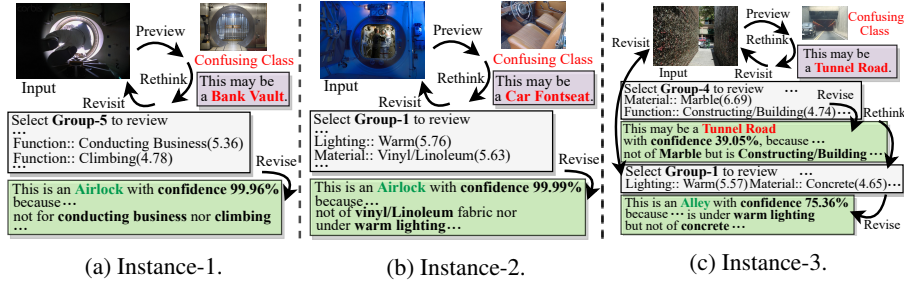 Preview
Confusing Class
Rethink
Input
Revisit
This may be
a Bank Vault.
Select Group-5 to review
...
Function:: Conducting Business(5.36)
Function:: Climbing(4.78)
...
Revise
This is an Airlock with confidence 99.96%
because ...
not for conducting business nor climbing
...
(a) Instance-1.
Preview
Confusing Class
Rethink
Input
Revisit
This may be
a Car Fontseat.
Select Group-1 to review
...
Lighting:: Warm(5.76)
Material:: Vinyl/Linoleum(5.63)
...
Revise
This is an Airlock with confidence 99.99%
because...
not of vinyl/Linoleum fabric nor
under warm lighting...
(b) Instance-2.
Revisit
Preview
Confusing
Class
Rethink
Input
Revisit
This may be
a Tunnel Road.
Select Group-4 to review ...
Material:: Marble(6.69)
Revise
Function:: Constructing/Building(4.74)...
Rethink
This may be a Tunnel Road
with confidence 39.05%, because ...
not of Marble but is Constructing/Building ...
Select Group-1 to review ...
Lighting:: Warm(5.57) Material:: Concrete(4.65)...
This is an Alley with confidence 75.36%
because ... is under warm lighting
but not of concrete ...
Revise
(c) Instance-3.